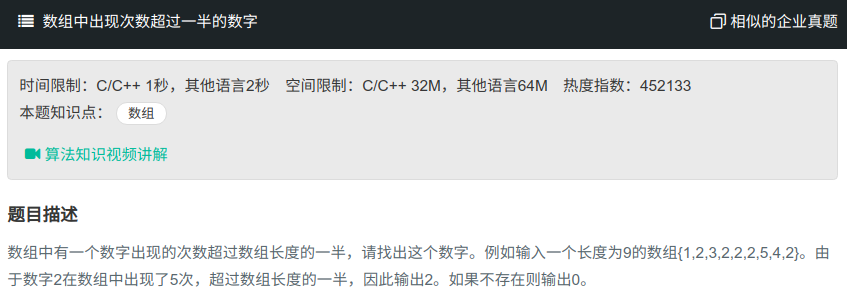 数组中出现次数超过一半的数字 相似的企业真题
时间限制：C/C++ 1秒，其他语言2秒 空间限制：C/C++ 32M，其他语言64M 热度指数：452133
本题知识点： 数组
算法知识视频讲解
题目描述
数组中有一个数字出现的次数超过数组长度的一半，请找出这个数字。例如输入一个长度为9的数组{1,2,3,2,2,2,5,4,2}。由
于数字2在数组中出现了5次，超过数组长度的一半，因此输出2。如果不存在则输出0。